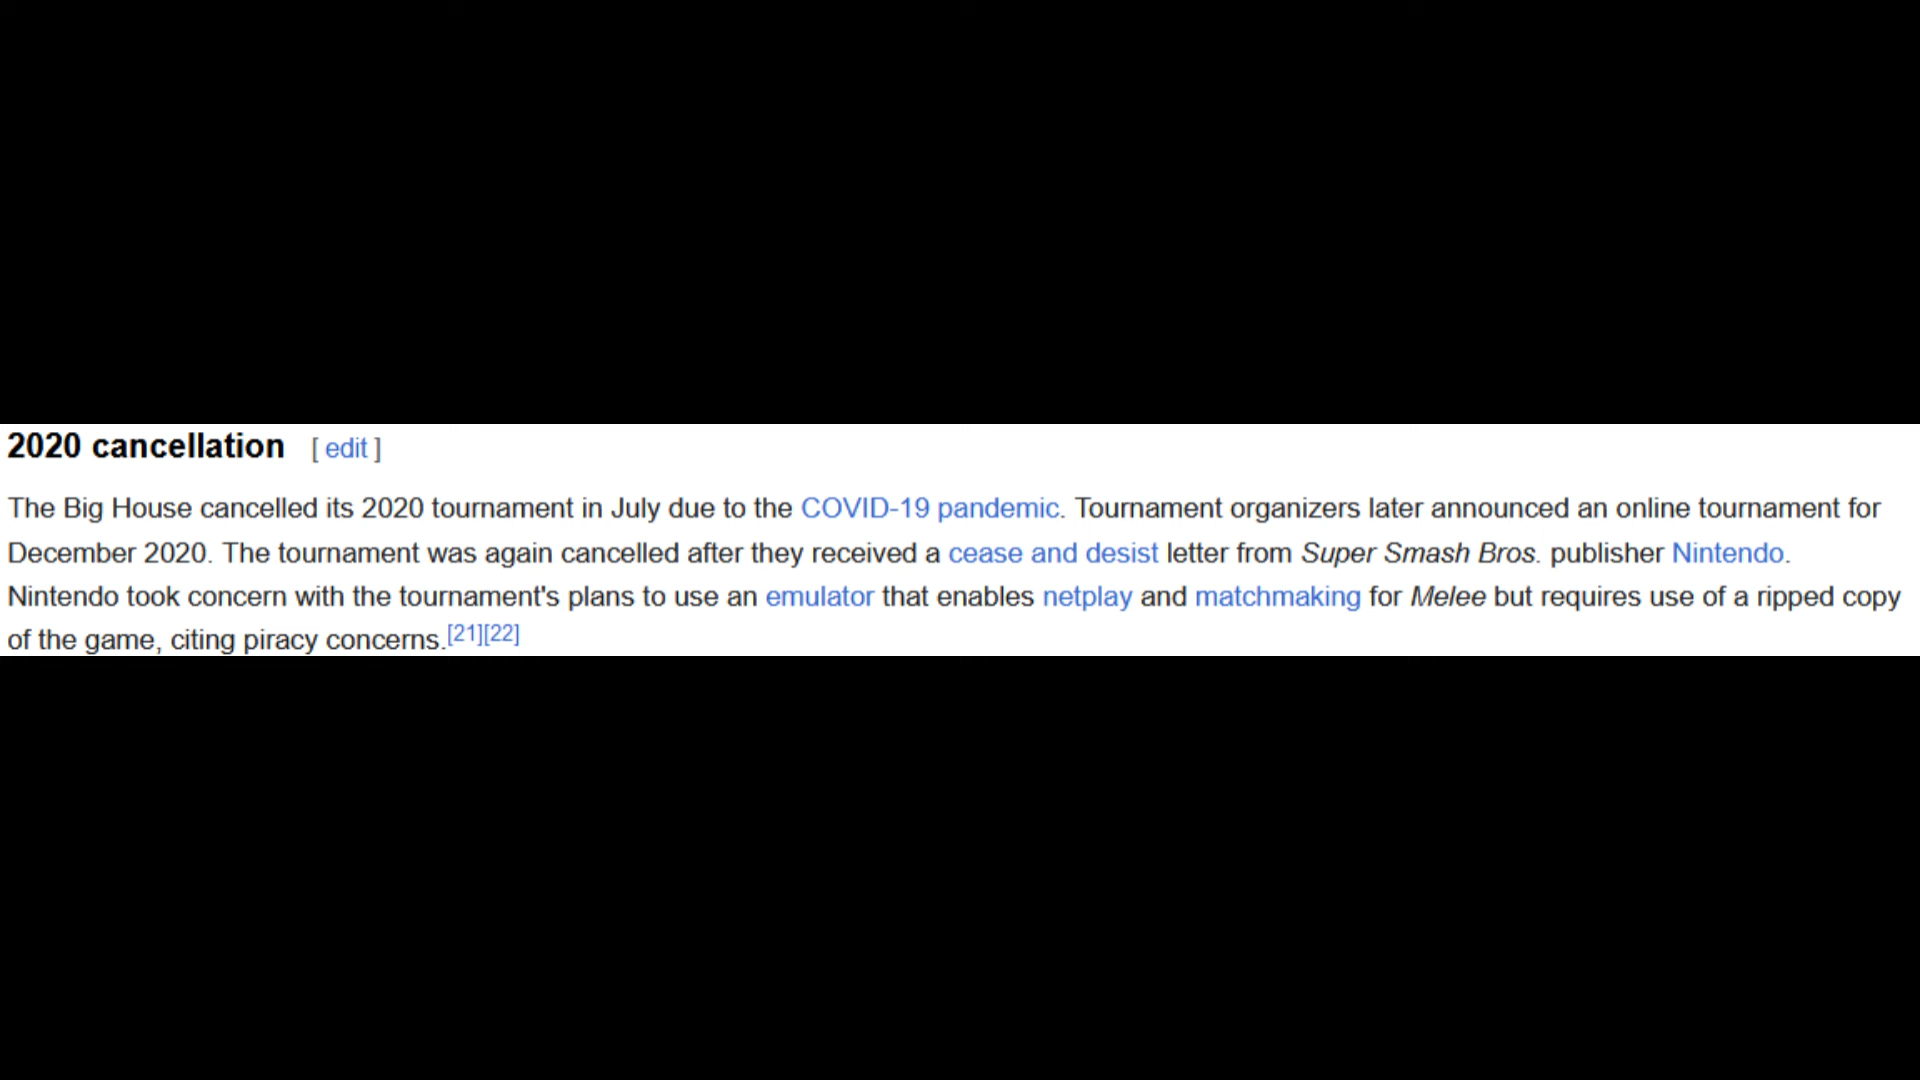 2020 cancellation [ edit ]
The Big House cancelled its 2020 tournament in July due to the COVID-19 pandemic. Tournament organizers later announced an online tournament for
December 2020. The tournament was again cancelled after they received a cease and desist letter from Super Smash Bros. publisher Nintendo.
Nintendo took concern with the tournament's plans to use an emulator that enables netplay and matchmaking for Melee but requires use of a ripped copy
of the game, citing piracy concerns.[21][22]